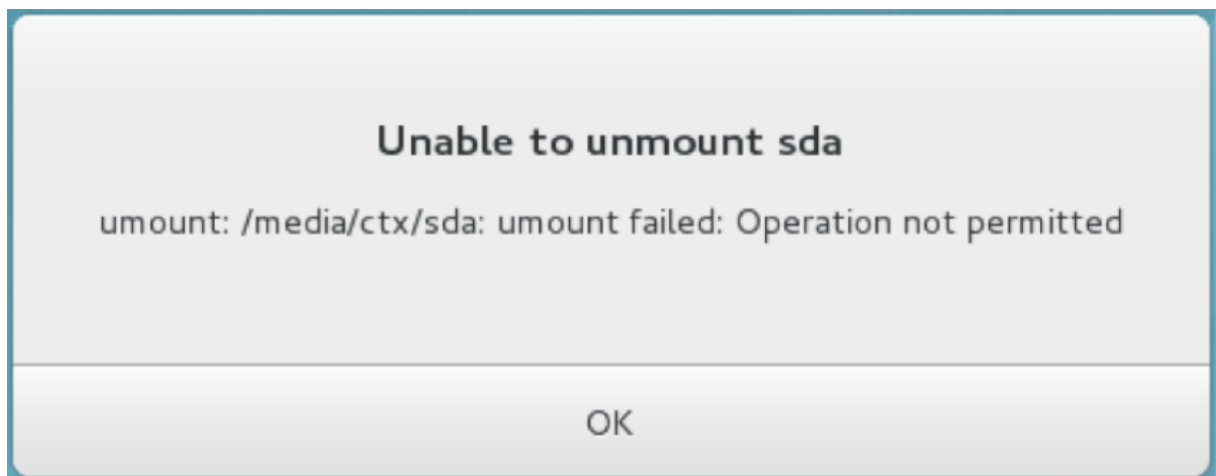 Unable to unmount sda
umount: /media/ctx/sda: umount failed: Operation not permitted
OK